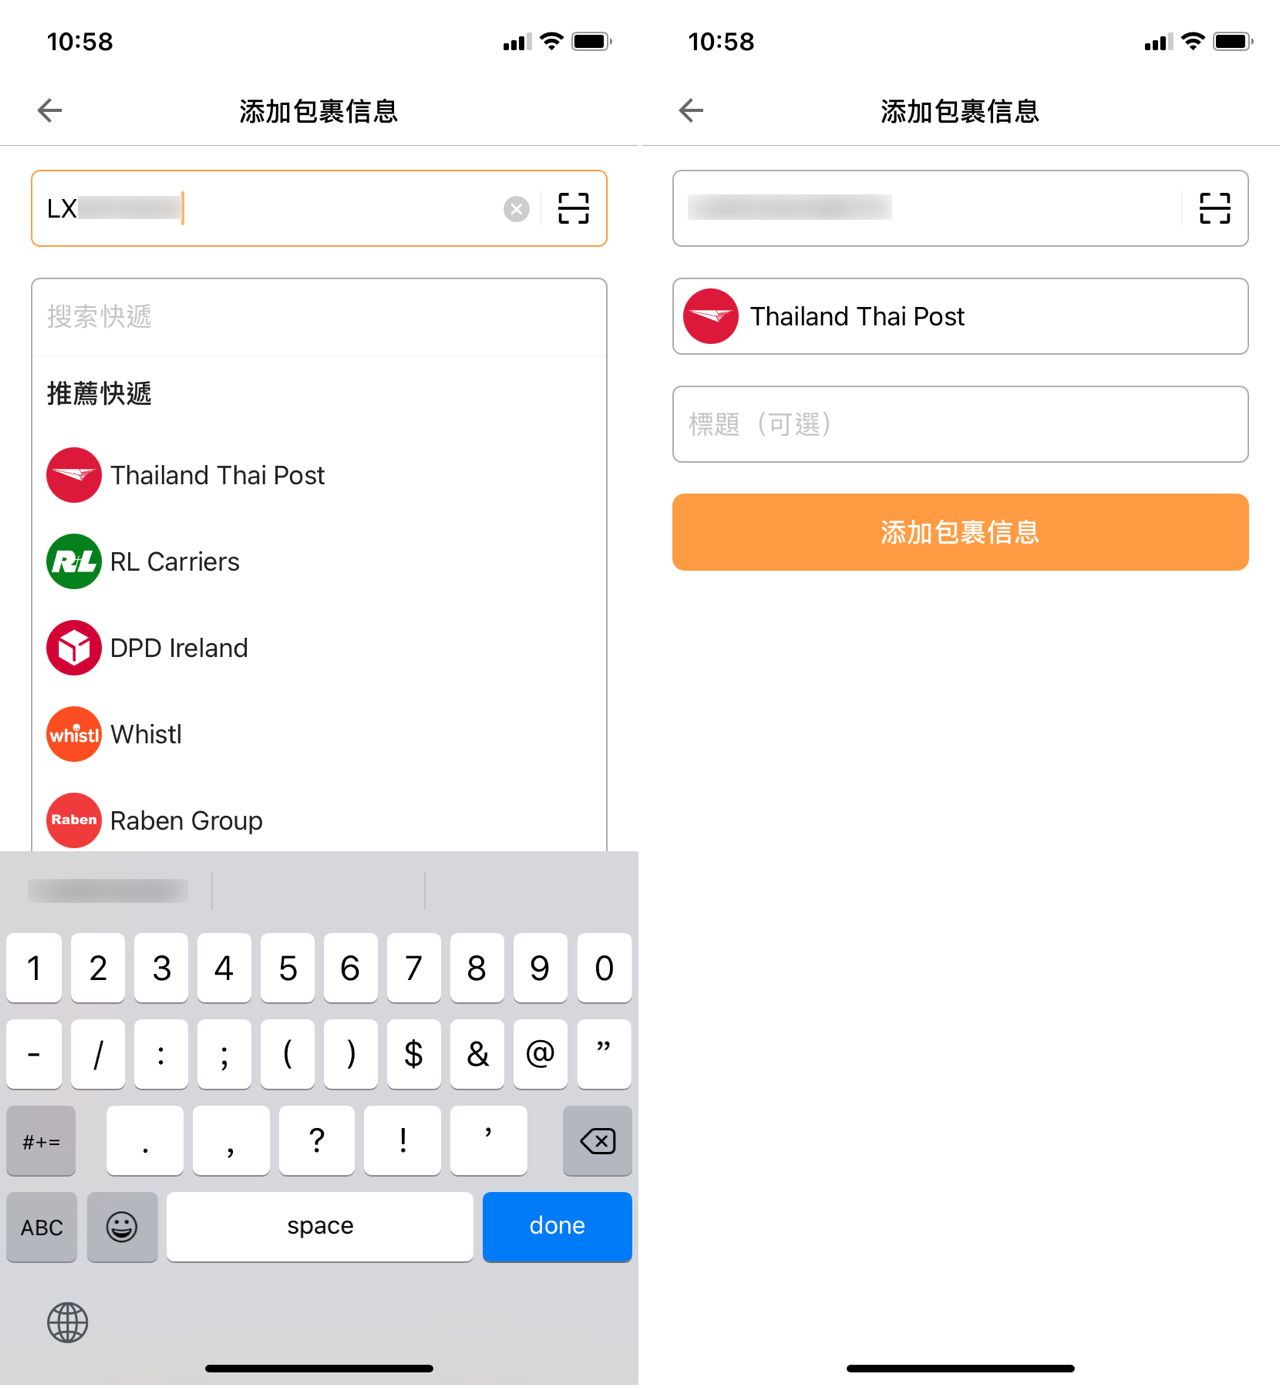 10:58
添加包裹信息
LX
搜索快遞
推薦快遞
Thailand Thai Post
R+L
RL Carriers
DPD Ireland
whistl
Whistl
Raben
Raben Group
1 2 3 4 5 6 7 8 9 0
- / : ; ( ) $ & @ ”
#+= . , ? ! ’
ABC space done
10:58
添加包裹信息
Thailand Thai Post
標題（可選）
添加包裹信息